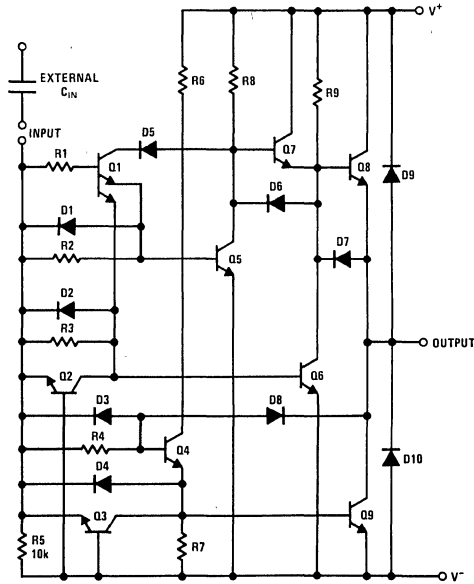 V+
EXTERNAL
CIN
R6
R8
R9
INPUT
D5
R1
Q1
Q7
Q8
D9
D1
D6
R2
Q5
D7
D2
R3
OUTPUT
Q2
Q6
D3
D8
R4
Q4
D4
D10
Q3
Q9
R5
10k
R7
V-